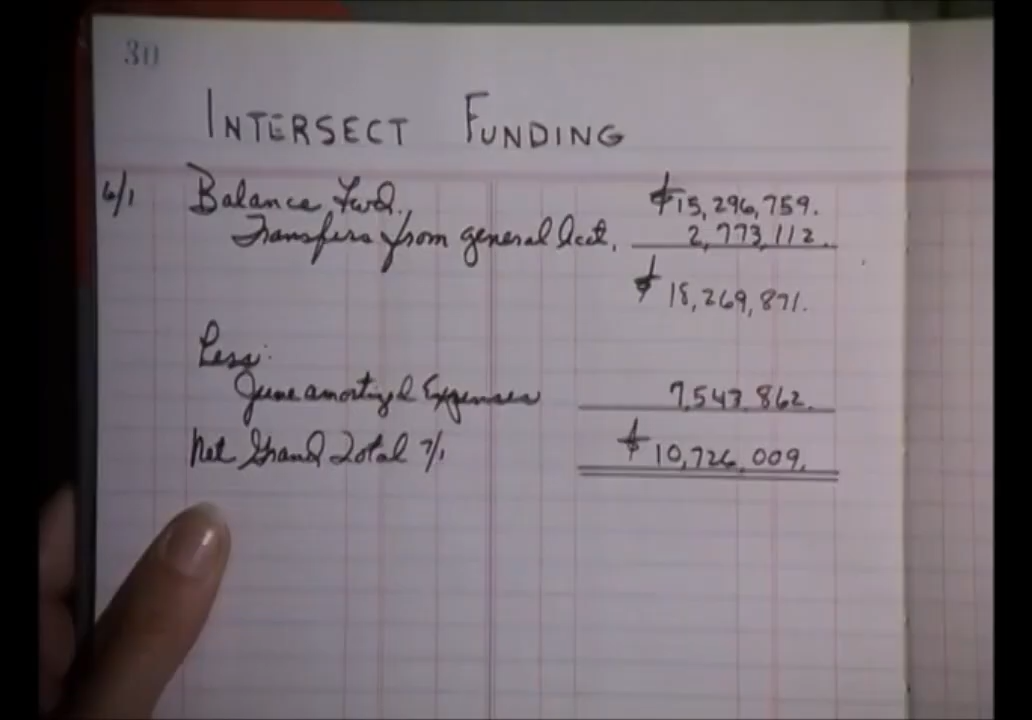 30
INTERSECT FUNDING
6/1 Balance Fwd. $15,296,759.
Transfers from general Acct. 2,773,112.
$18,269,871.
Less:
June amortized Expenses 7,543,862.
Net Grand Total 7/1 $10,726,009.